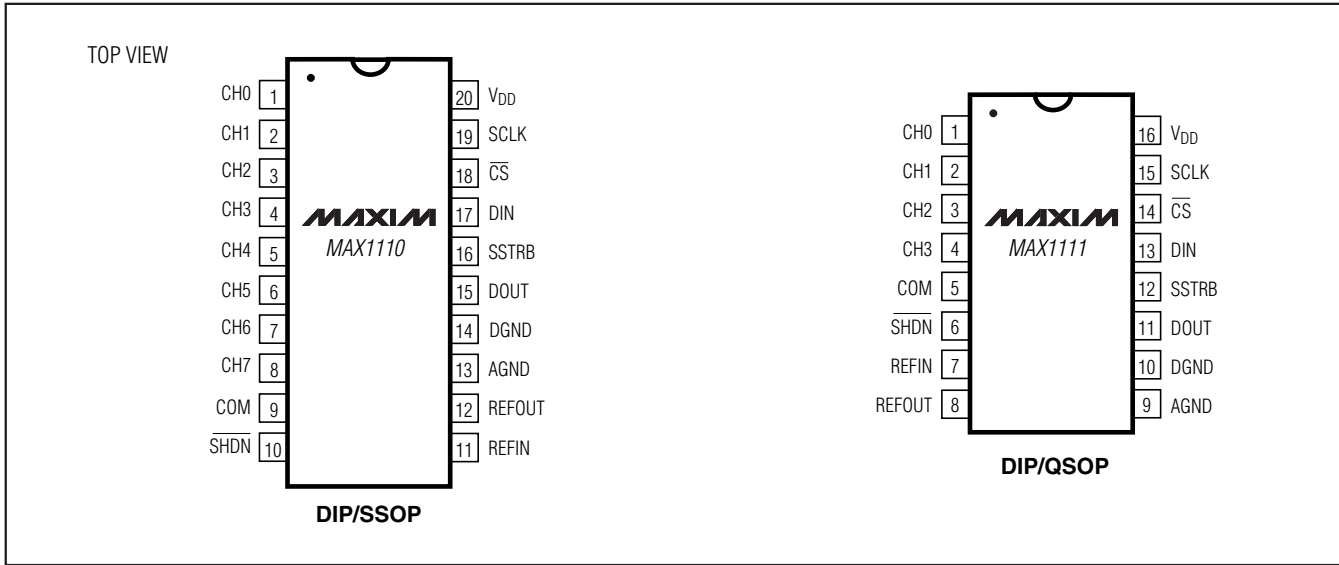 TOP VIEW
CH0 1 20 VDD
CH1 2 19 SCLK
CH2 3 18 C̅S̅
CH3 4 MAXIM 17 DIN
CH4 5 MAX1110 16 SSTRB
CH5 6 15 DOUT
CH6 7 14 DGND
CH7 8 13 AGND
COM 9 12 REFOUT
S̅H̅D̅N̅ 10 11 REFIN
DIP/SSOP
CH0 1 16 VDD
CH1 2 15 SCLK
CH2 3 MAXIM 14 C̅S̅
CH3 4 MAX1111 13 DIN
COM 5 12 SSTRB
S̅H̅D̅N̅ 6 11 DOUT
REFIN 7 10 DGND
REFOUT 8 9 AGND
DIP/QSOP